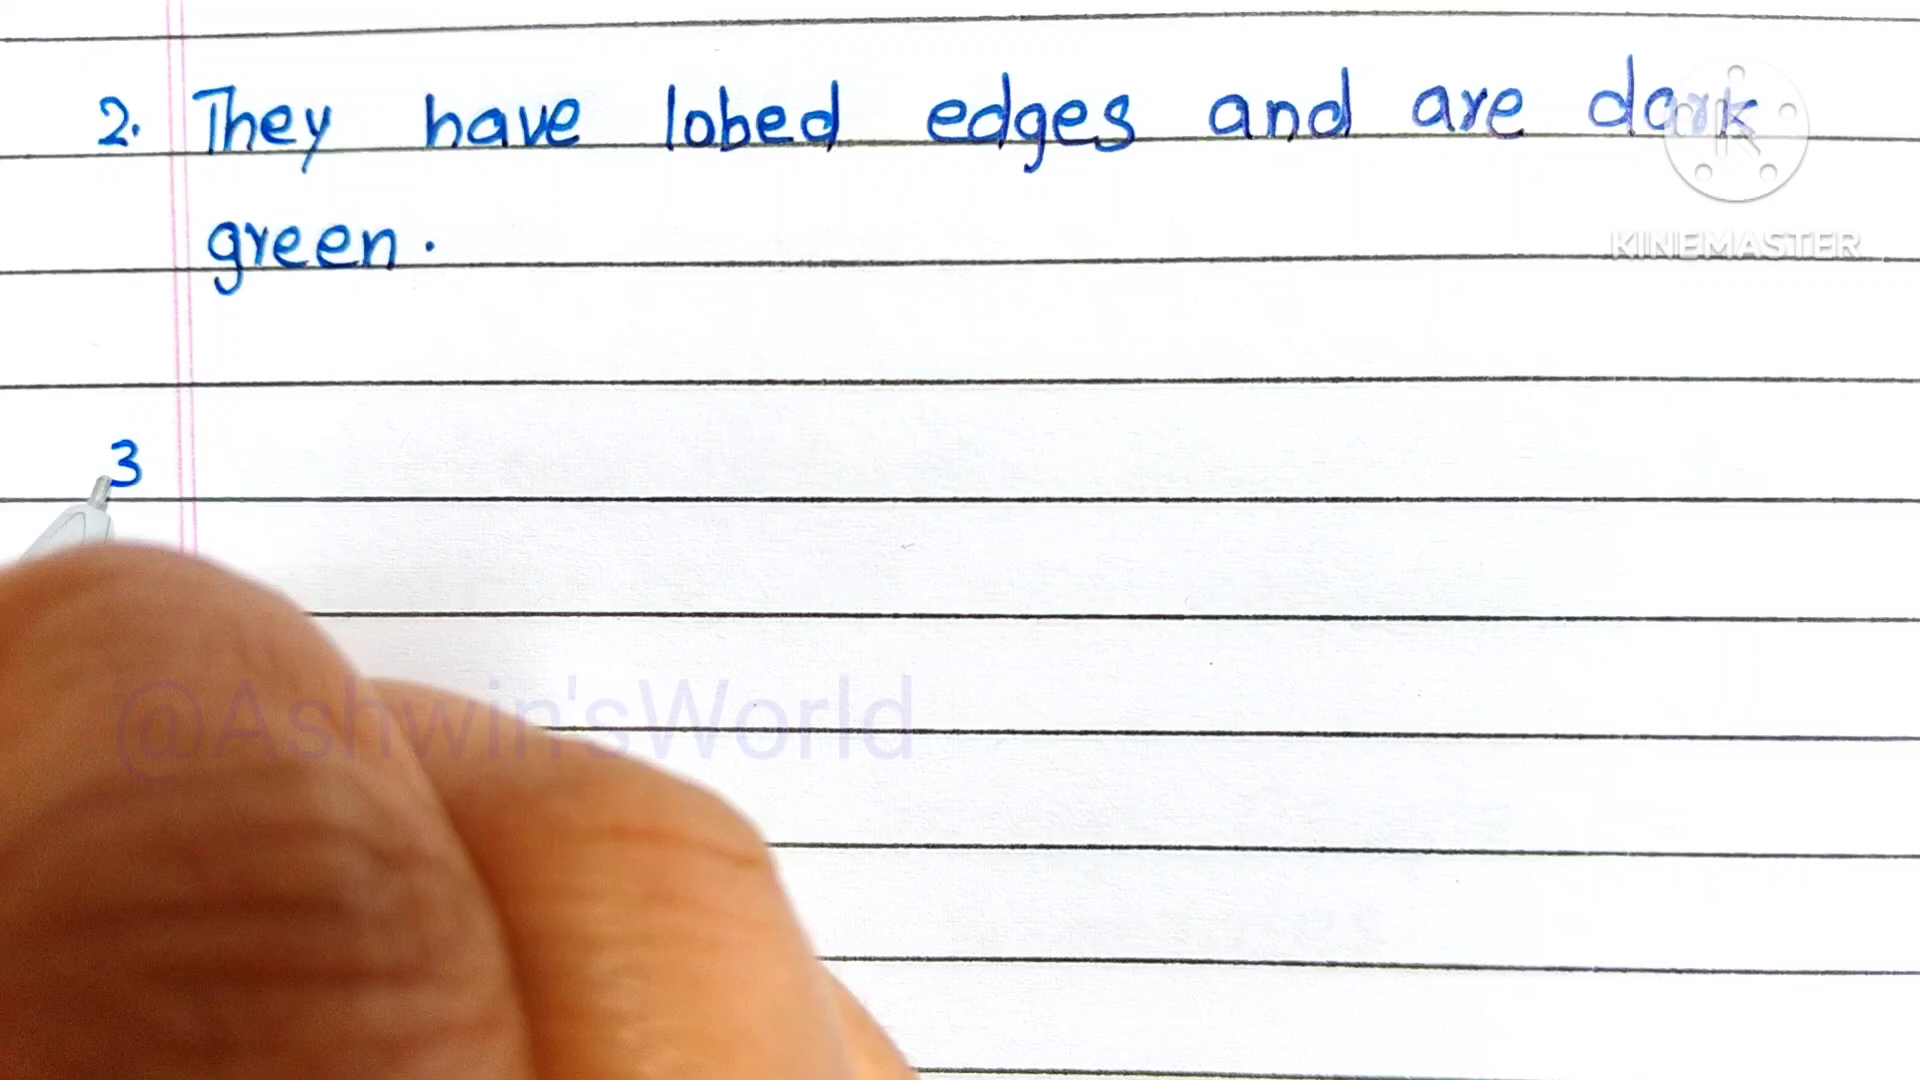 2. They have lobed edges and are dark
green.
KINEMASTER
3
@Ashwin'sWorld